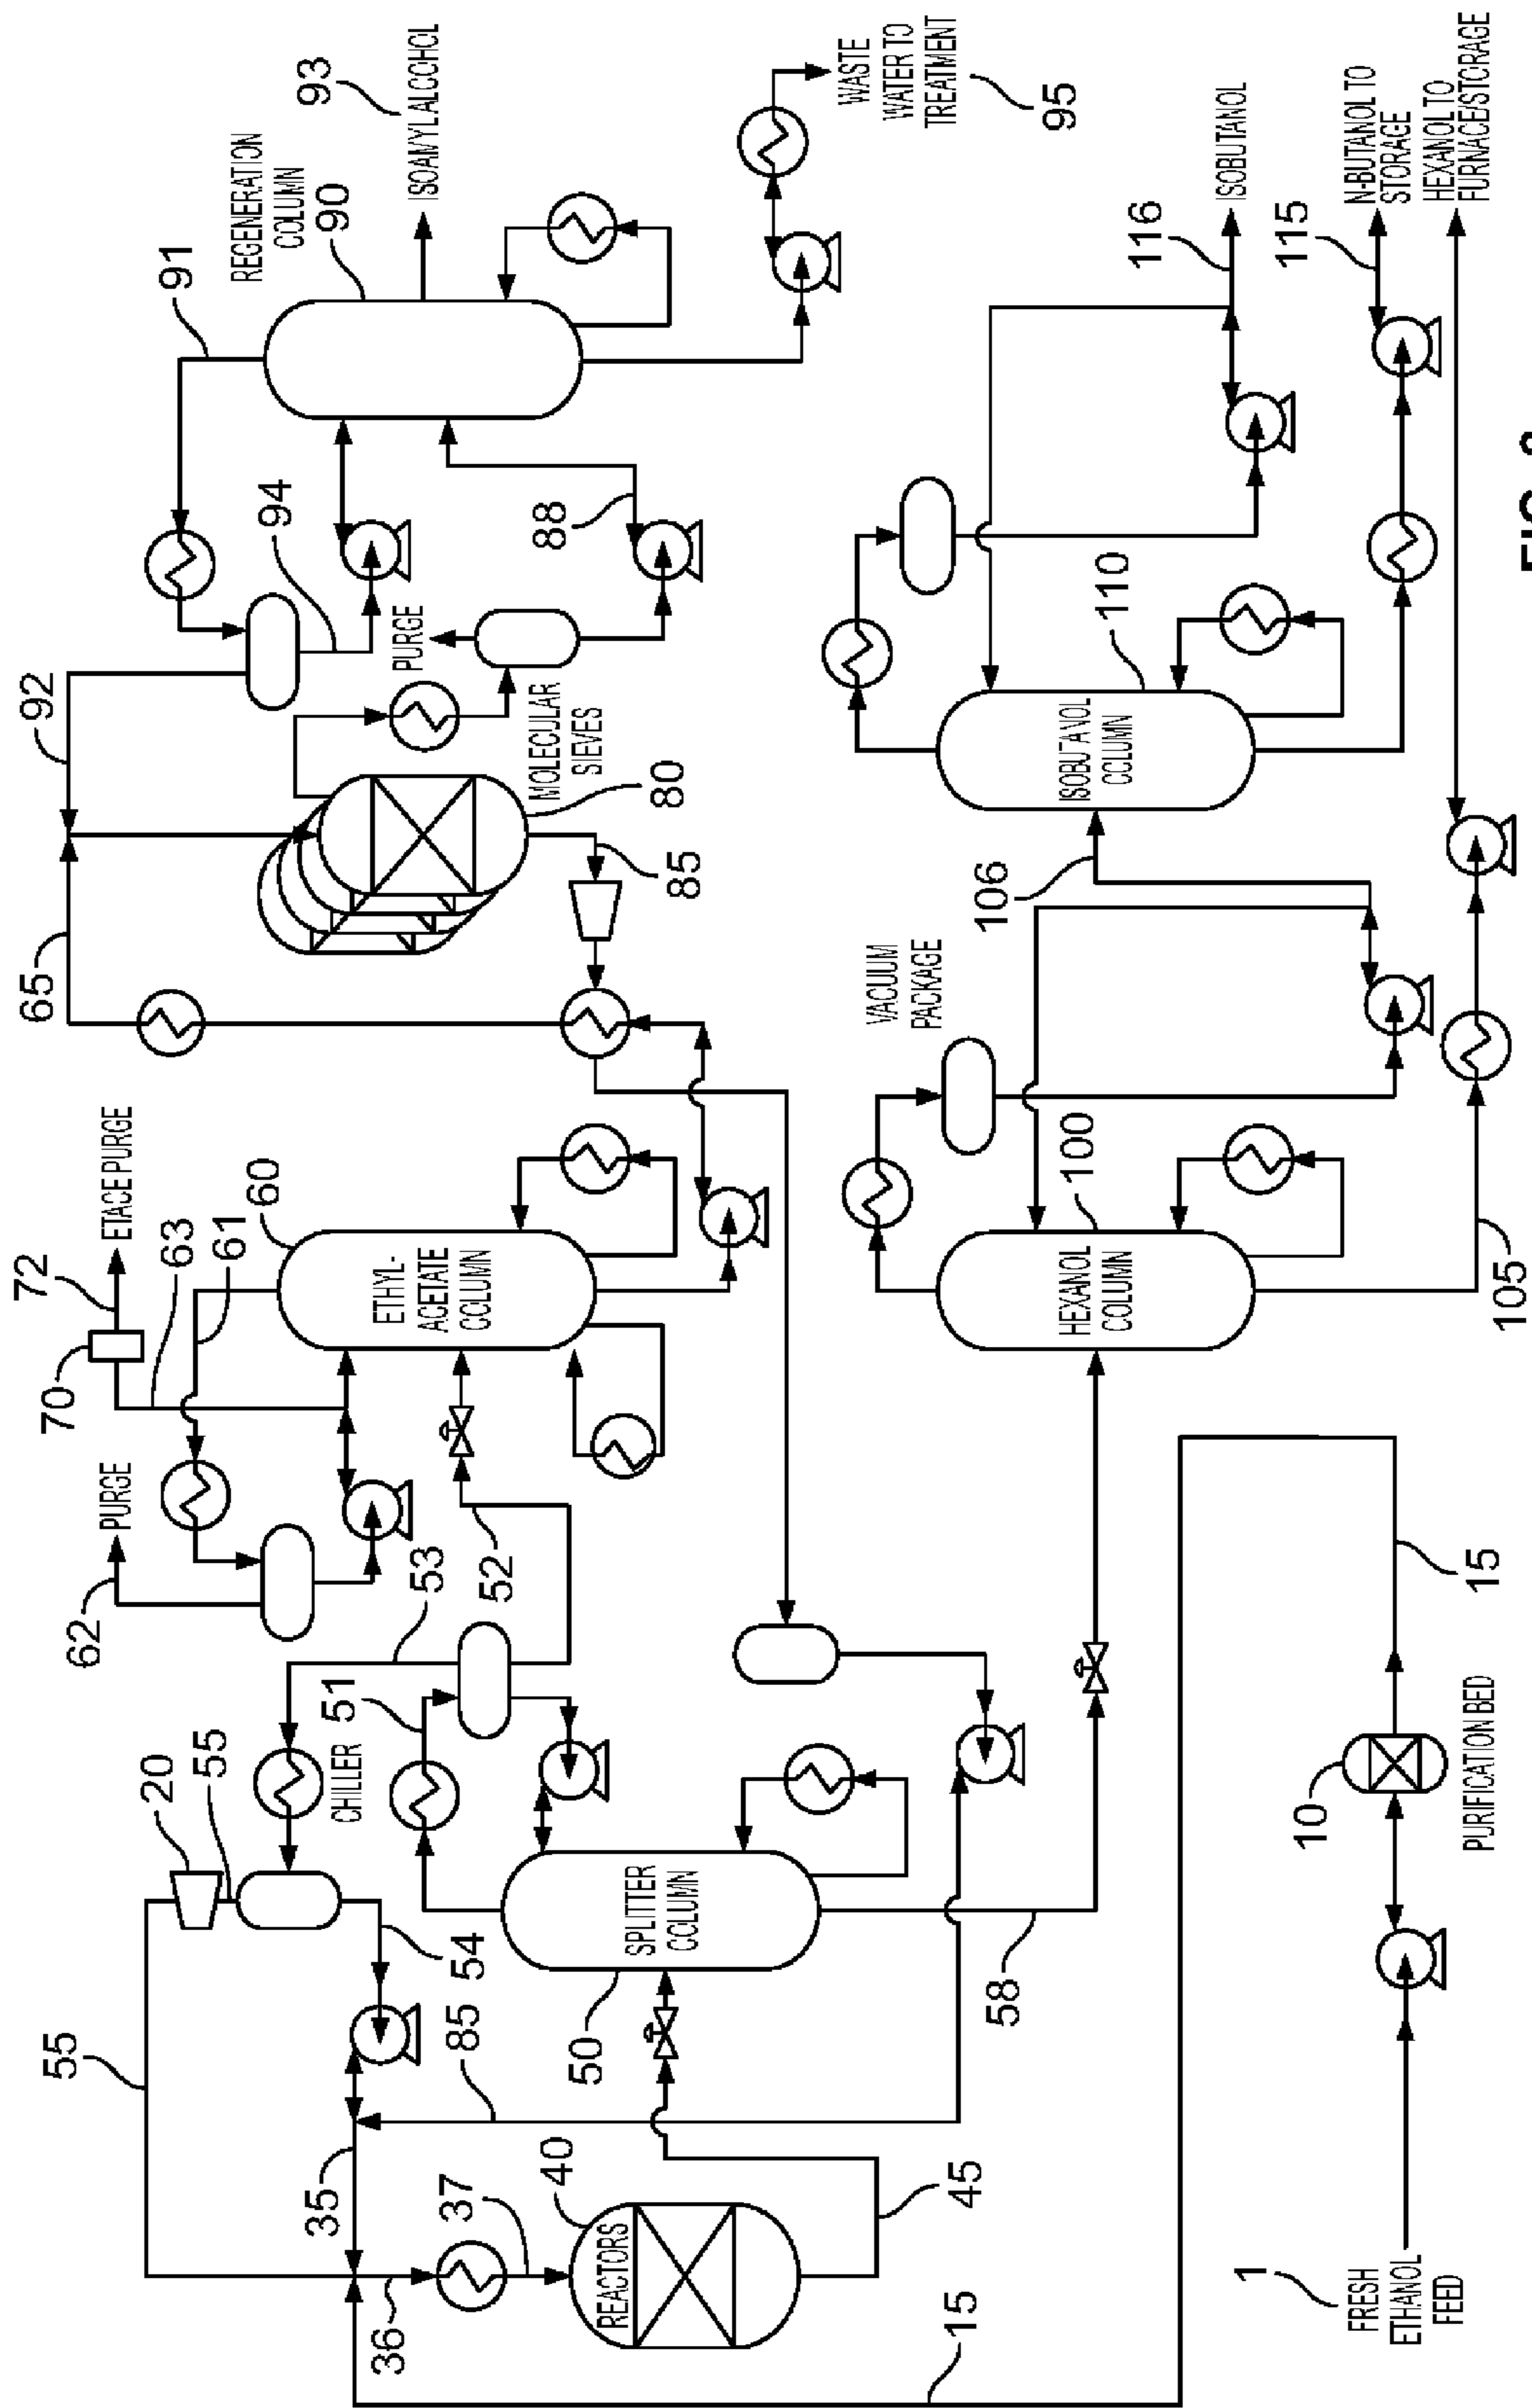 55
20
55
CHILLER
35
36
37
REACTORS
40
45
54
85
50
SPLITTER
COLUMN
51
53
52
58
62
PURGE
70
72
ETACE PURGE
63
61
60
ETHYL-
ACETATE
COLUMN
65
92
91
94
REGENERATION
COLUMN
90
93
ISOAMYL ALCOHOL
PURGE
88
MOLECULAR
SIEVES
80
85
WASTE
WATER TO
TREATMENT
95
VACUUM
PACKAGE
106
100
HEXANOL
COLUMN
110
ISOBUTANOL
COLUMN
116
ISOBUTANOL
115
N-BUTANOL TO
STORAGE
HEXANOL TO
FURNACE/STORAGE
105
15
1
FRESH
ETHANOL
FEED
10
PURIFICATION BED
15
FIG.